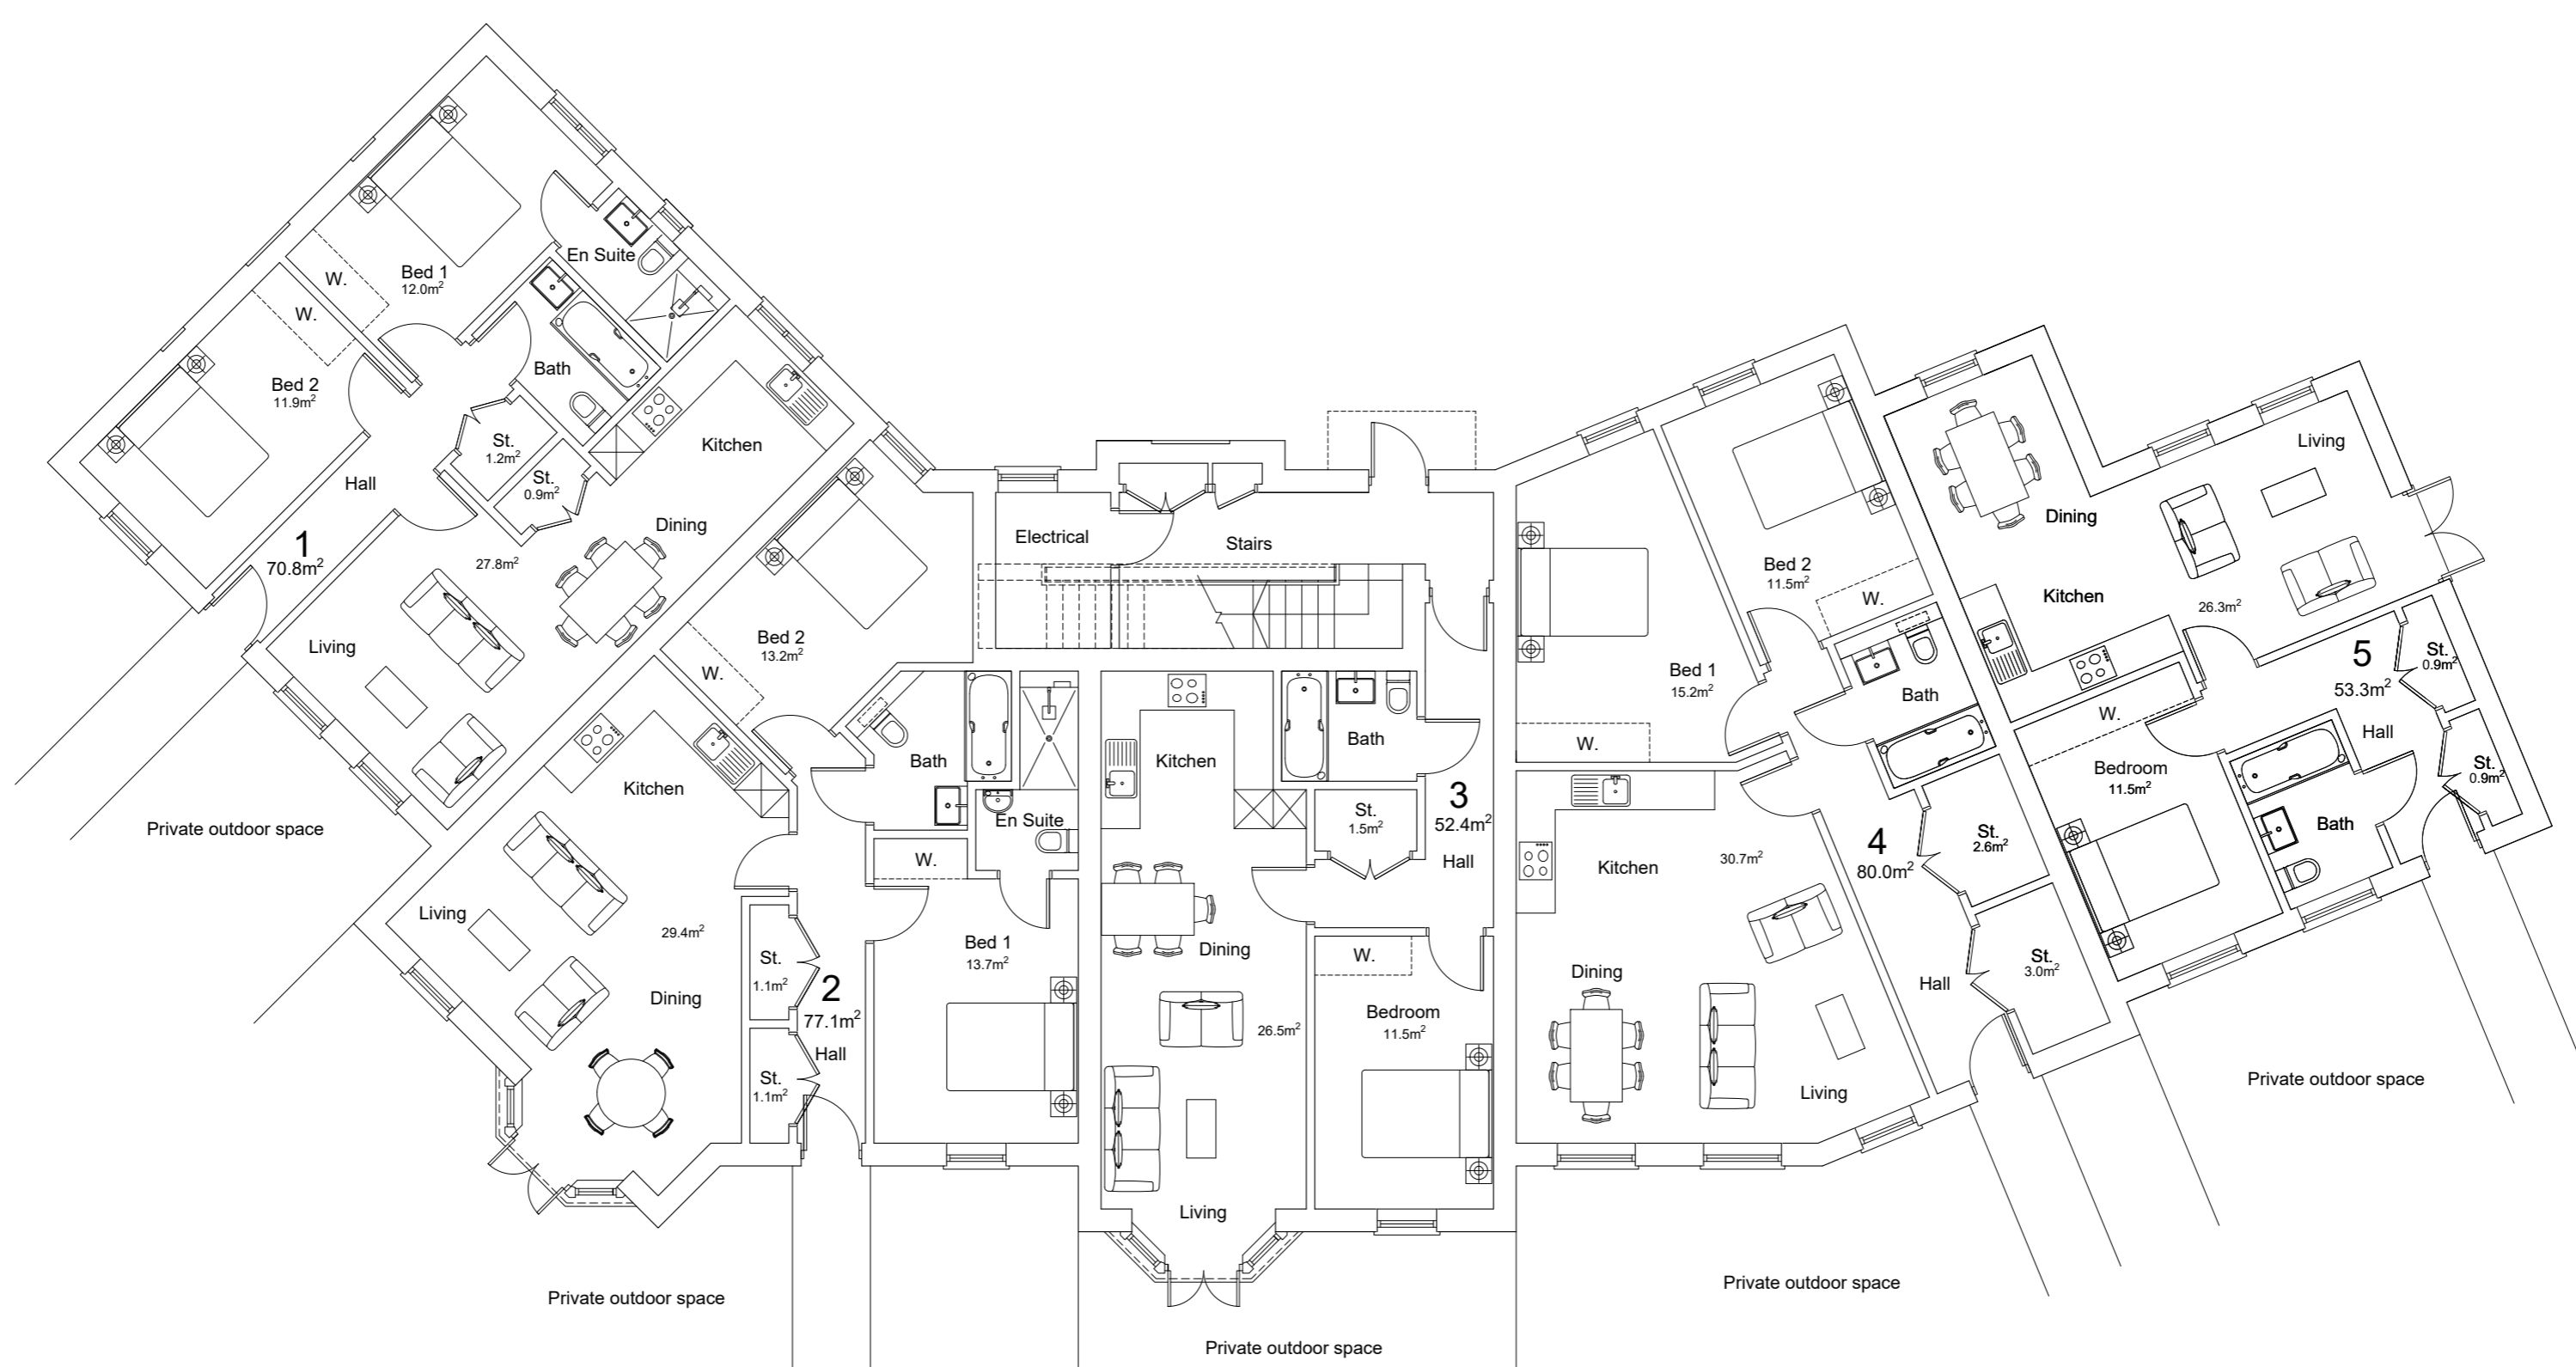 En Suite
Bed 1
12.0m²
W.
W.
Bed 2
11.9m²
Bath
St.
1.2m²
St.
0.9m²
Kitchen
Hall
Dining
1
70.8m²
27.8m²
Living
Private outdoor space
Bed 2
13.2m²
W.
Kitchen
Bath
En Suite
W.
Living
29.4m²
Dining
St.
1.1m²
St.
1.1m²
2
77.1m²
Hall
Bed 1
13.7m²
Private outdoor space
Electrical
Stairs
Kitchen
Bath
St.
1.5m²
3
52.4m²
Hall
Dining
W.
Bedroom
11.5m²
26.5m²
Living
Private outdoor space
Bed 2
11.5m²
W.
Bed 1
15.2m²
W.
Bath
Kitchen
30.7m²
4
80.0m²
St.
2.6m²
St.
3.0m²
Hall
Dining
Living
Private outdoor space
Living
Dining
Kitchen
26.3m²
5
53.3m²
St.
0.9m²
Hall
St.
0.9m²
W.
Bedroom
11.5m²
Bath
Private outdoor space